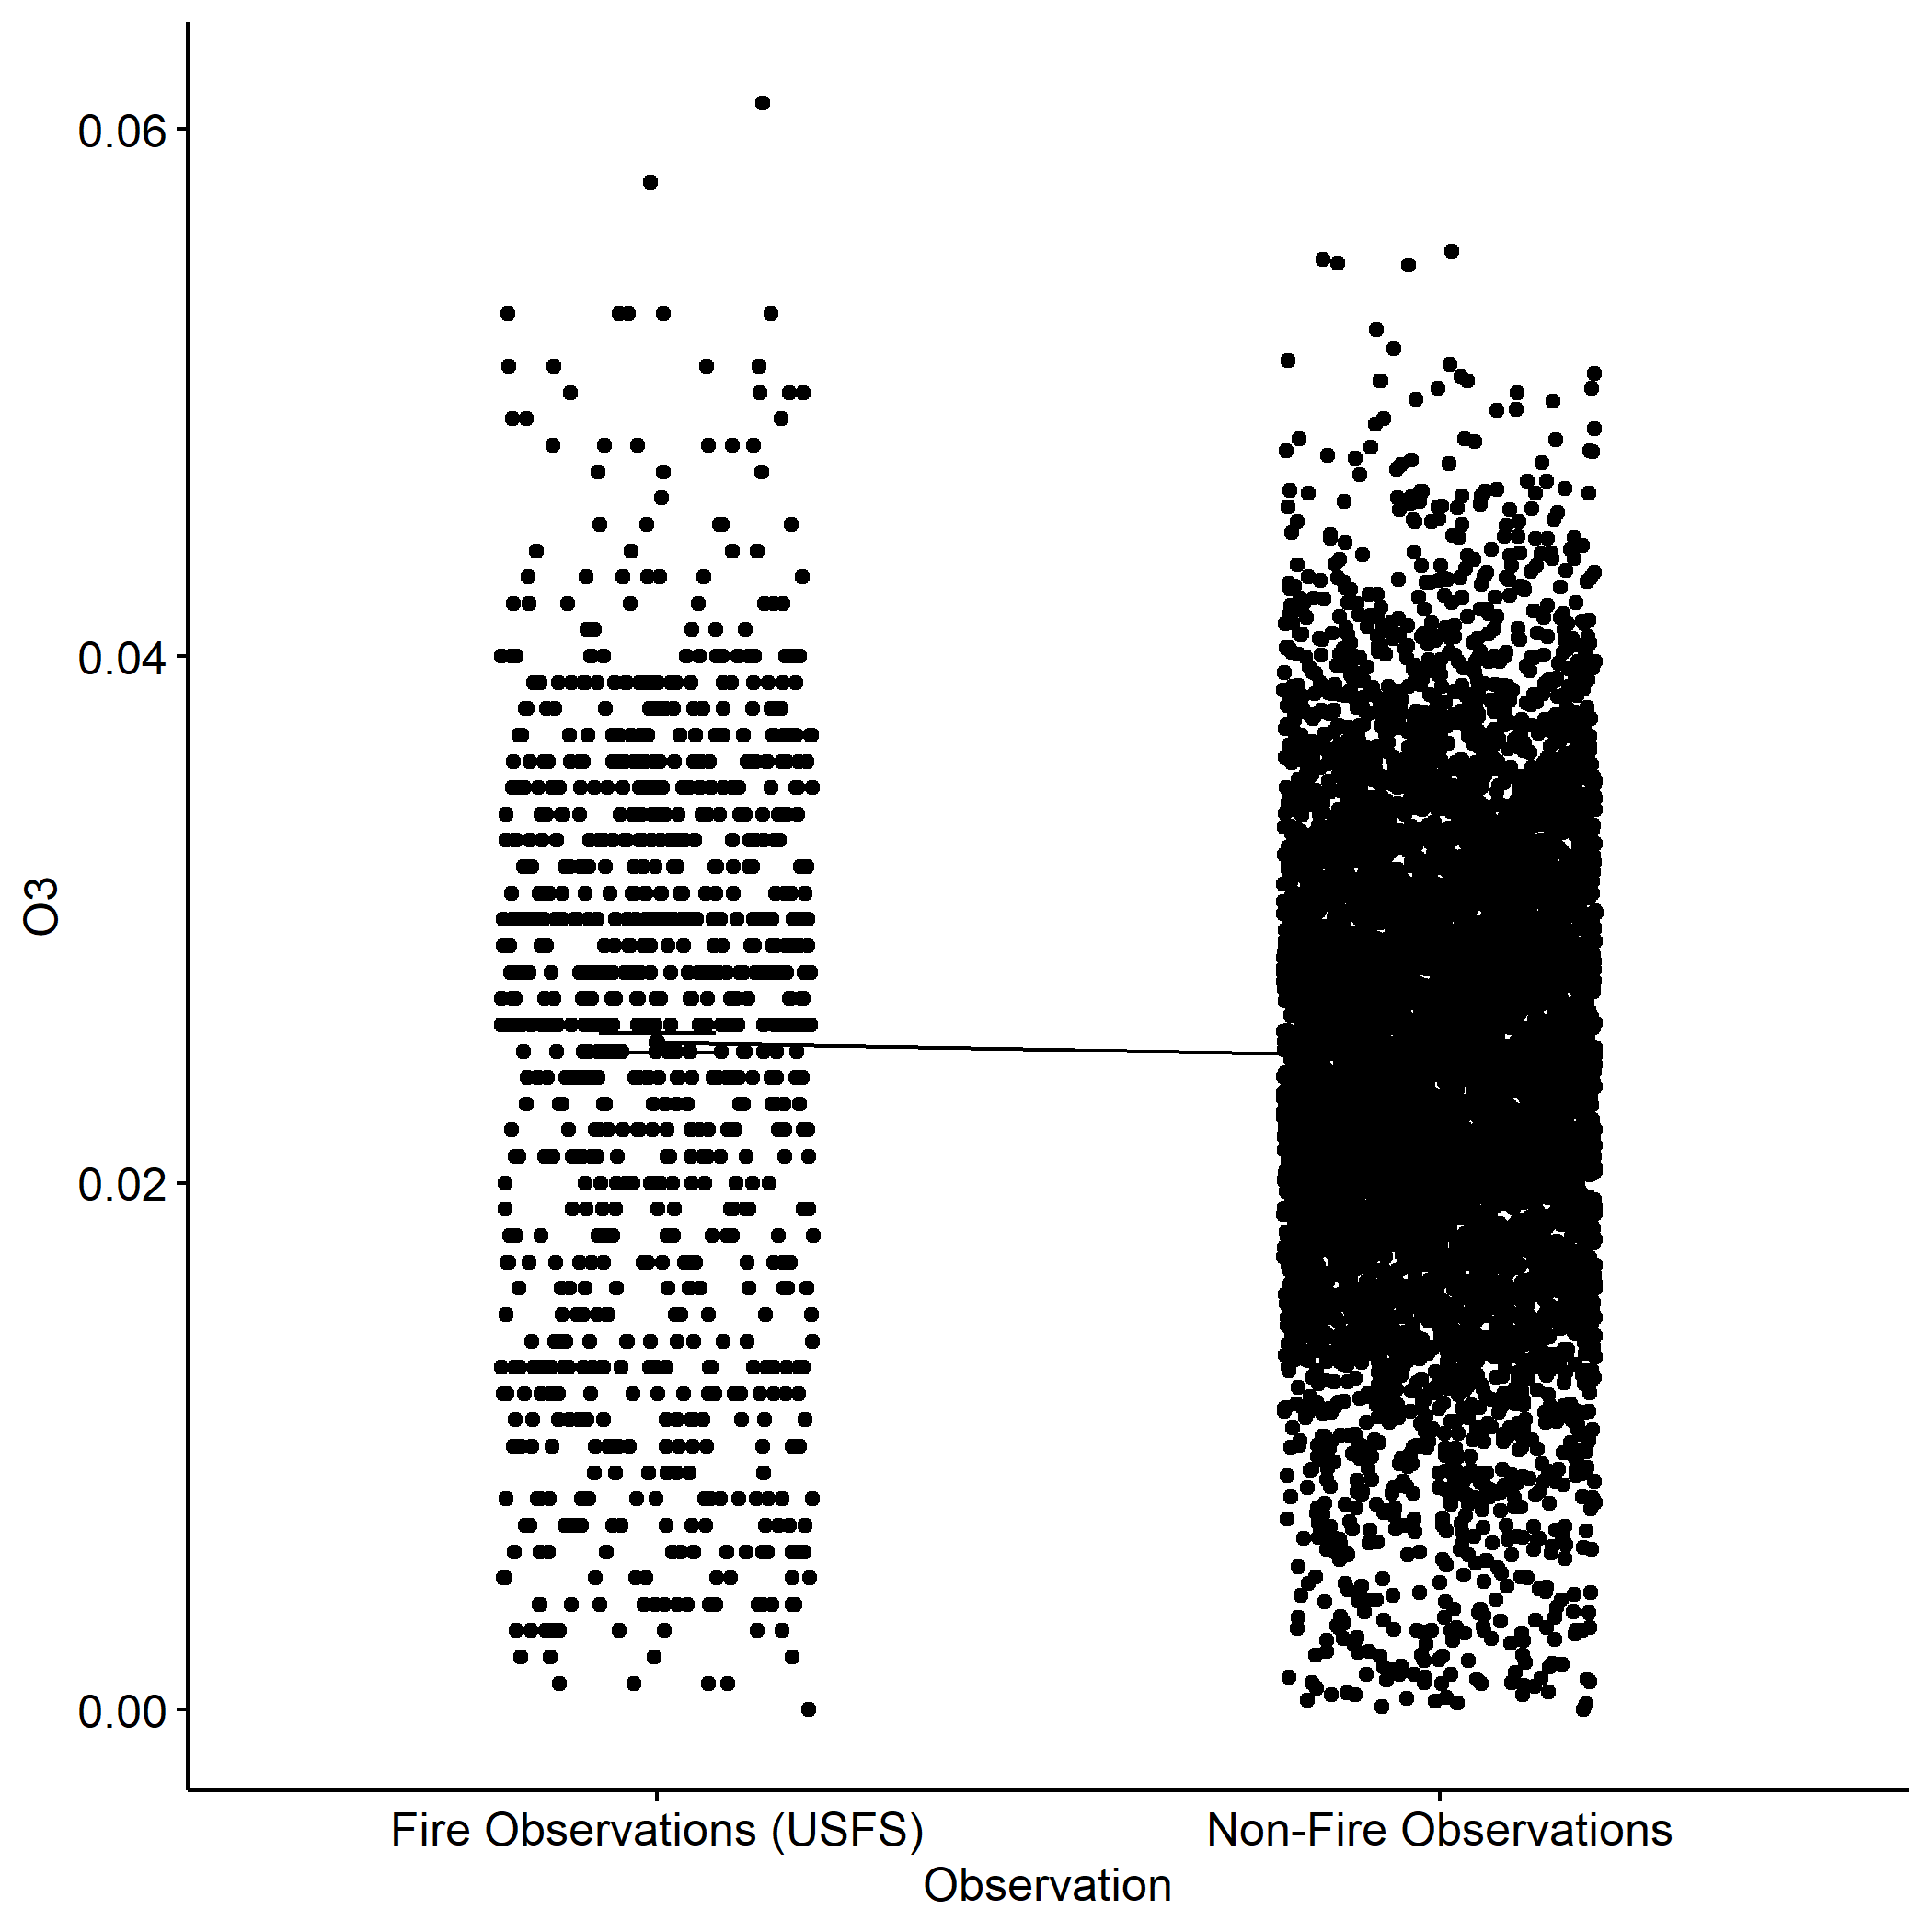 0.06
0.04
O3
0.02
0.00
Fire Observations (USFS)
Non-Fire Observations
Observation